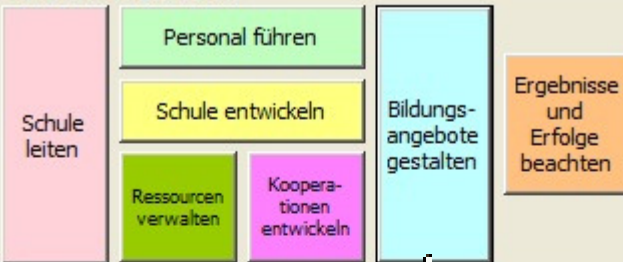 Schule
leiten
Personal führen
Schule entwickeln
Ressourcen
verwalten
Koopera-
tionen
entwickeln
Bildungs-
angebote
gestalten
Ergebnisse
und
Erfolge
beachten